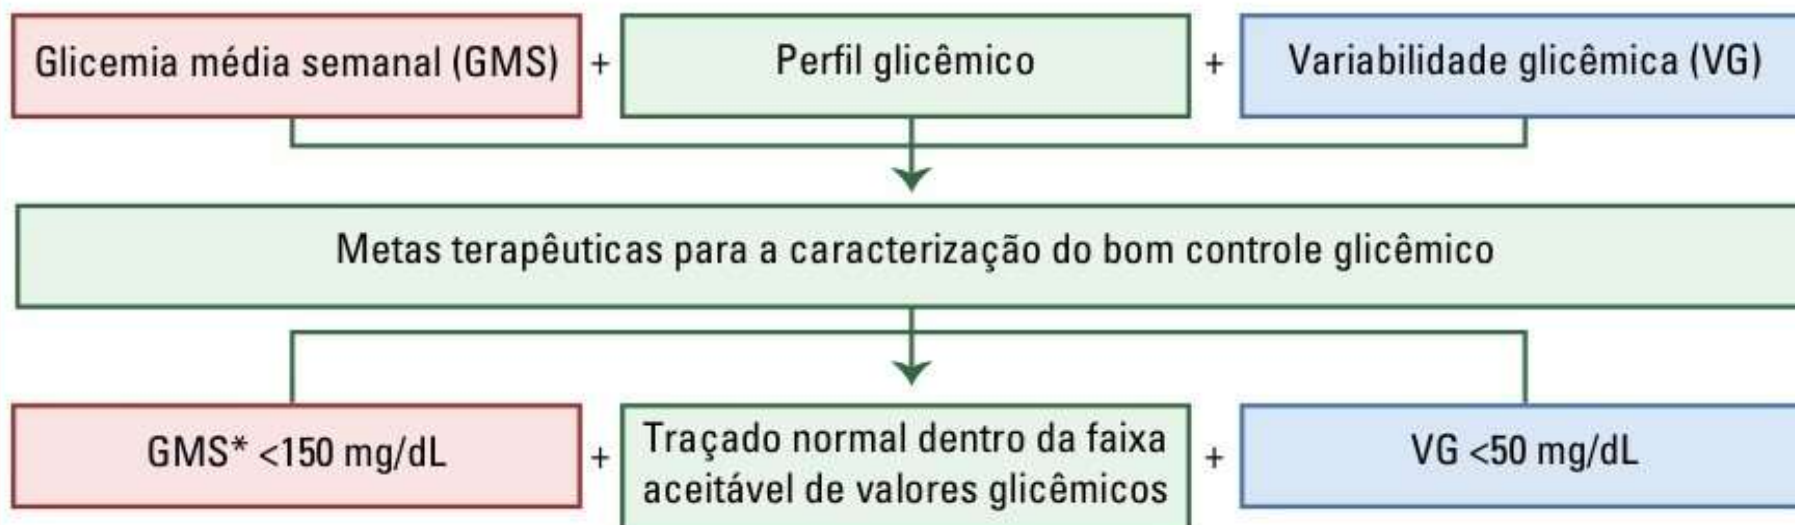 Glicemia média semanal (GMS) + Perfil glicêmico + Variabilidade glicêmica (VG)
Metas terapêuticas para a caracterização do bom controle glicêmico
GMS* <150 mg/dL + Traçado normal dentro da faixa
aceitável de valores glicêmicos + VG <50 mg/dL